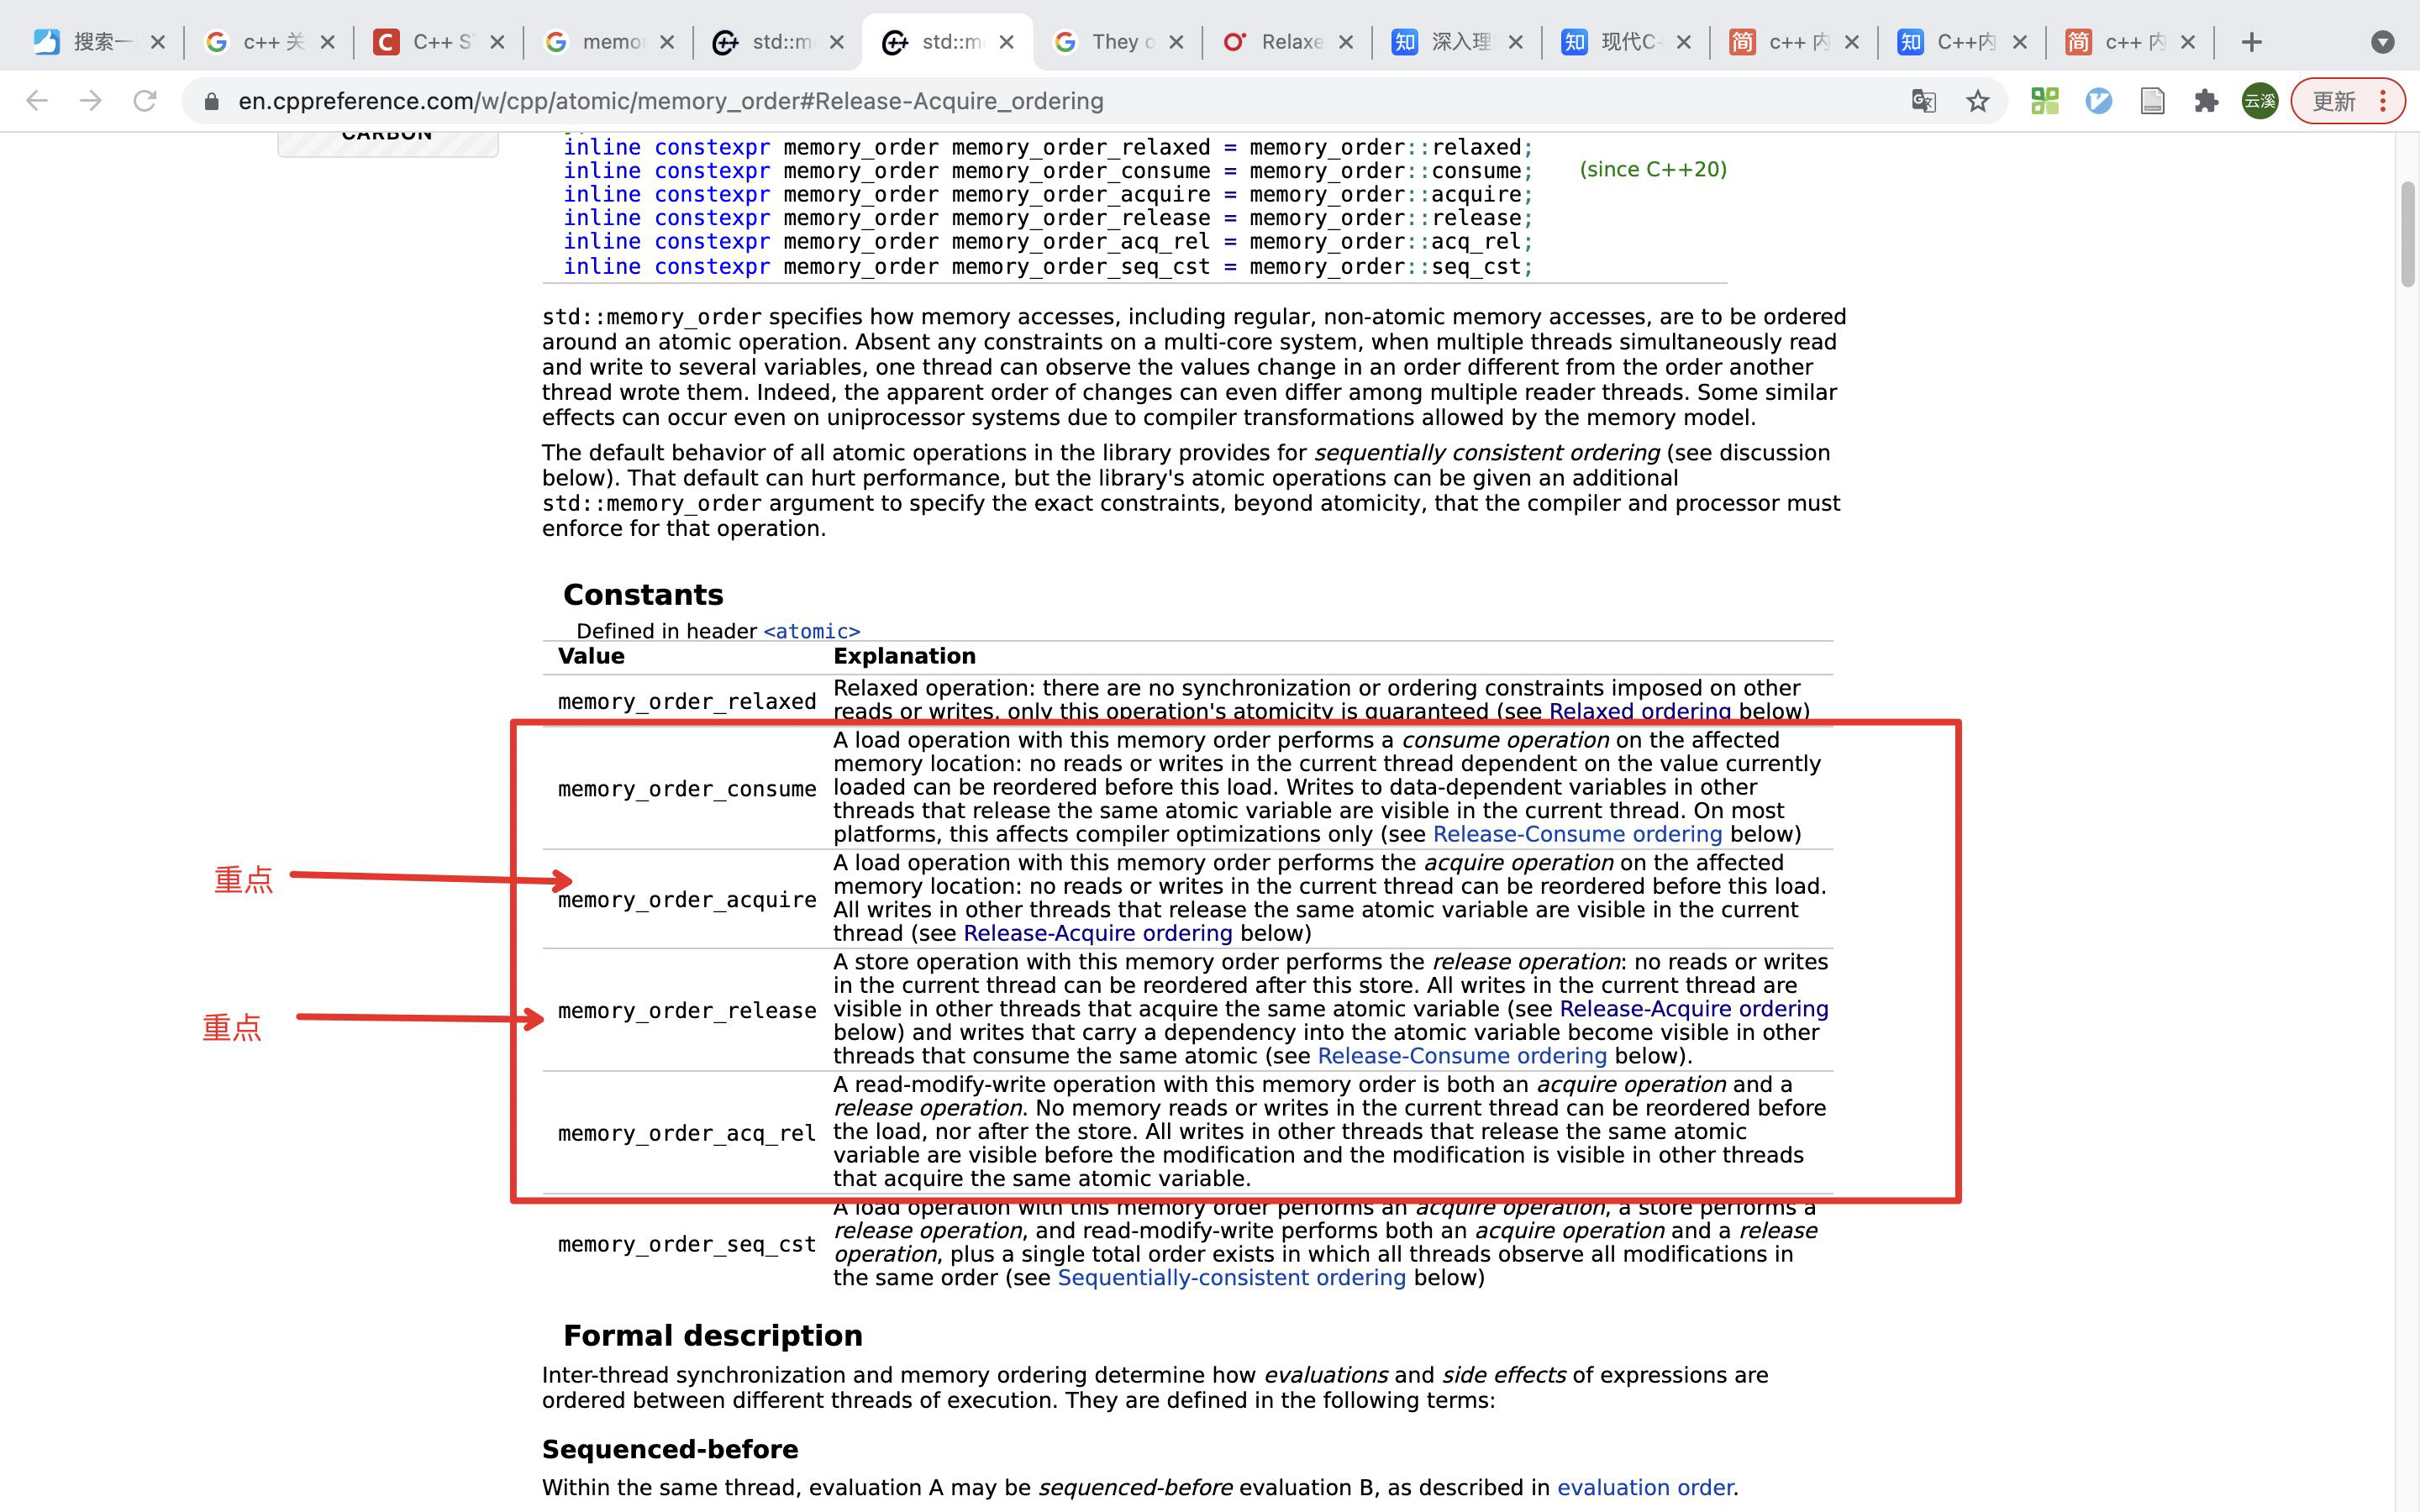 搜索一
c++ 关
C++ S
memo
std::m
std::m
They o
Relaxe
深入理
现代C-
c++ 内
C++内
c++ 内
en.cppreference.com/w/cpp/atomic/memory_order#Release-Acquire_ordering
云溪
更新
CARBON
inline constexpr memory_order memory_order_relaxed = memory_order::relaxed;
inline constexpr memory_order memory_order_consume = memory_order::consume;
(since C++20)
inline constexpr memory_order memory_order_acquire = memory_order::acquire;
inline constexpr memory_order memory_order_release = memory_order::release;
inline constexpr memory_order memory_order_acq_rel = memory_order::acq_rel;
inline constexpr memory_order memory_order_seq_cst = memory_order::seq_cst;
std::memory_order specifies how memory accesses, including regular, non-atomic memory accesses, are to be ordered
around an atomic operation. Absent any constraints on a multi-core system, when multiple threads simultaneously read
and write to several variables, one thread can observe the values change in an order different from the order another
thread wrote them. Indeed, the apparent order of changes can even differ among multiple reader threads. Some similar
effects can occur even on uniprocessor systems due to compiler transformations allowed by the memory model.
The default behavior of all atomic operations in the library provides for sequentially consistent ordering (see discussion
below). That default can hurt performance, but the library's atomic operations can be given an additional
std::memory_order argument to specify the exact constraints, beyond atomicity, that the compiler and processor must
enforce for that operation.
Constants
Defined in header <atomic>
Value Explanation
memory_order_relaxed
Relaxed operation: there are no synchronization or ordering constraints imposed on other
reads or writes, only this operation's atomicity is guaranteed (see Relaxed ordering below)
memory_order_consume
A load operation with this memory order performs a consume operation on the affected
memory location: no reads or writes in the current thread dependent on the value currently
loaded can be reordered before this load. Writes to data-dependent variables in other
threads that release the same atomic variable are visible in the current thread. On most
platforms, this affects compiler optimizations only (see Release-Consume ordering below)
重点
memory_order_acquire
A load operation with this memory order performs the acquire operation on the affected
memory location: no reads or writes in the current thread can be reordered before this load.
All writes in other threads that release the same atomic variable are visible in the current
thread (see Release-Acquire ordering below)
重点
memory_order_release
A store operation with this memory order performs the release operation: no reads or writes
in the current thread can be reordered after this store. All writes in the current thread are
visible in other threads that acquire the same atomic variable (see Release-Acquire ordering
below) and writes that carry a dependency into the atomic variable become visible in other
threads that consume the same atomic (see Release-Consume ordering below).
memory_order_acq_rel
A read-modify-write operation with this memory order is both an acquire operation and a
release operation. No memory reads or writes in the current thread can be reordered before
the load, nor after the store. All writes in other threads that release the same atomic
variable are visible before the modification and the modification is visible in other threads
that acquire the same atomic variable.
memory_order_seq_cst
A load operation with this memory order performs an acquire operation, a store performs a
release operation, and read-modify-write performs both an acquire operation and a release
operation, plus a single total order exists in which all threads observe all modifications in
the same order (see Sequentially-consistent ordering below)
Formal description
Inter-thread synchronization and memory ordering determine how evaluations and side effects of expressions are
ordered between different threads of execution. They are defined in the following terms:
Sequenced-before
Within the same thread, evaluation A may be sequenced-before evaluation B, as described in evaluation order.